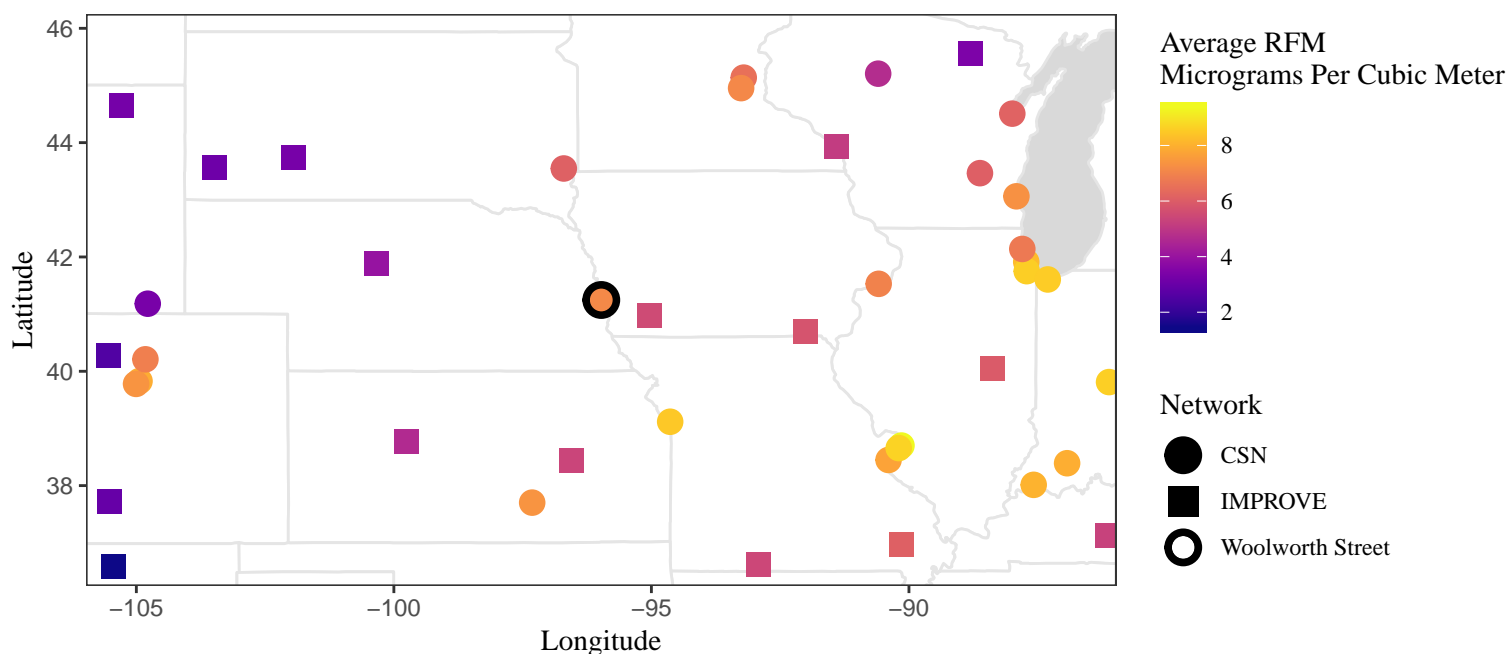 46
44
42
40
38
Latitude
−105
−100
−95
−90
Longitude
Average RFM
Micrograms Per Cubic Meter
8
6
4
2
Network
CSN
IMPROVE
Woolworth Street